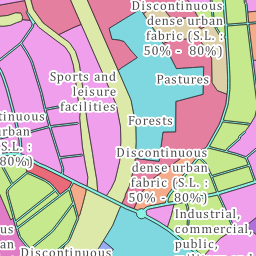 Discontinuous
dense urban
fabric (S.L. :
50% -  80%)
Sports and
leisure
facilities
Pastures
Forests
Discontinuous
dense urban
fabric (S.L. :
50% -  80%)
80%)
Industrial,
commercial,
public,
Discontinuous